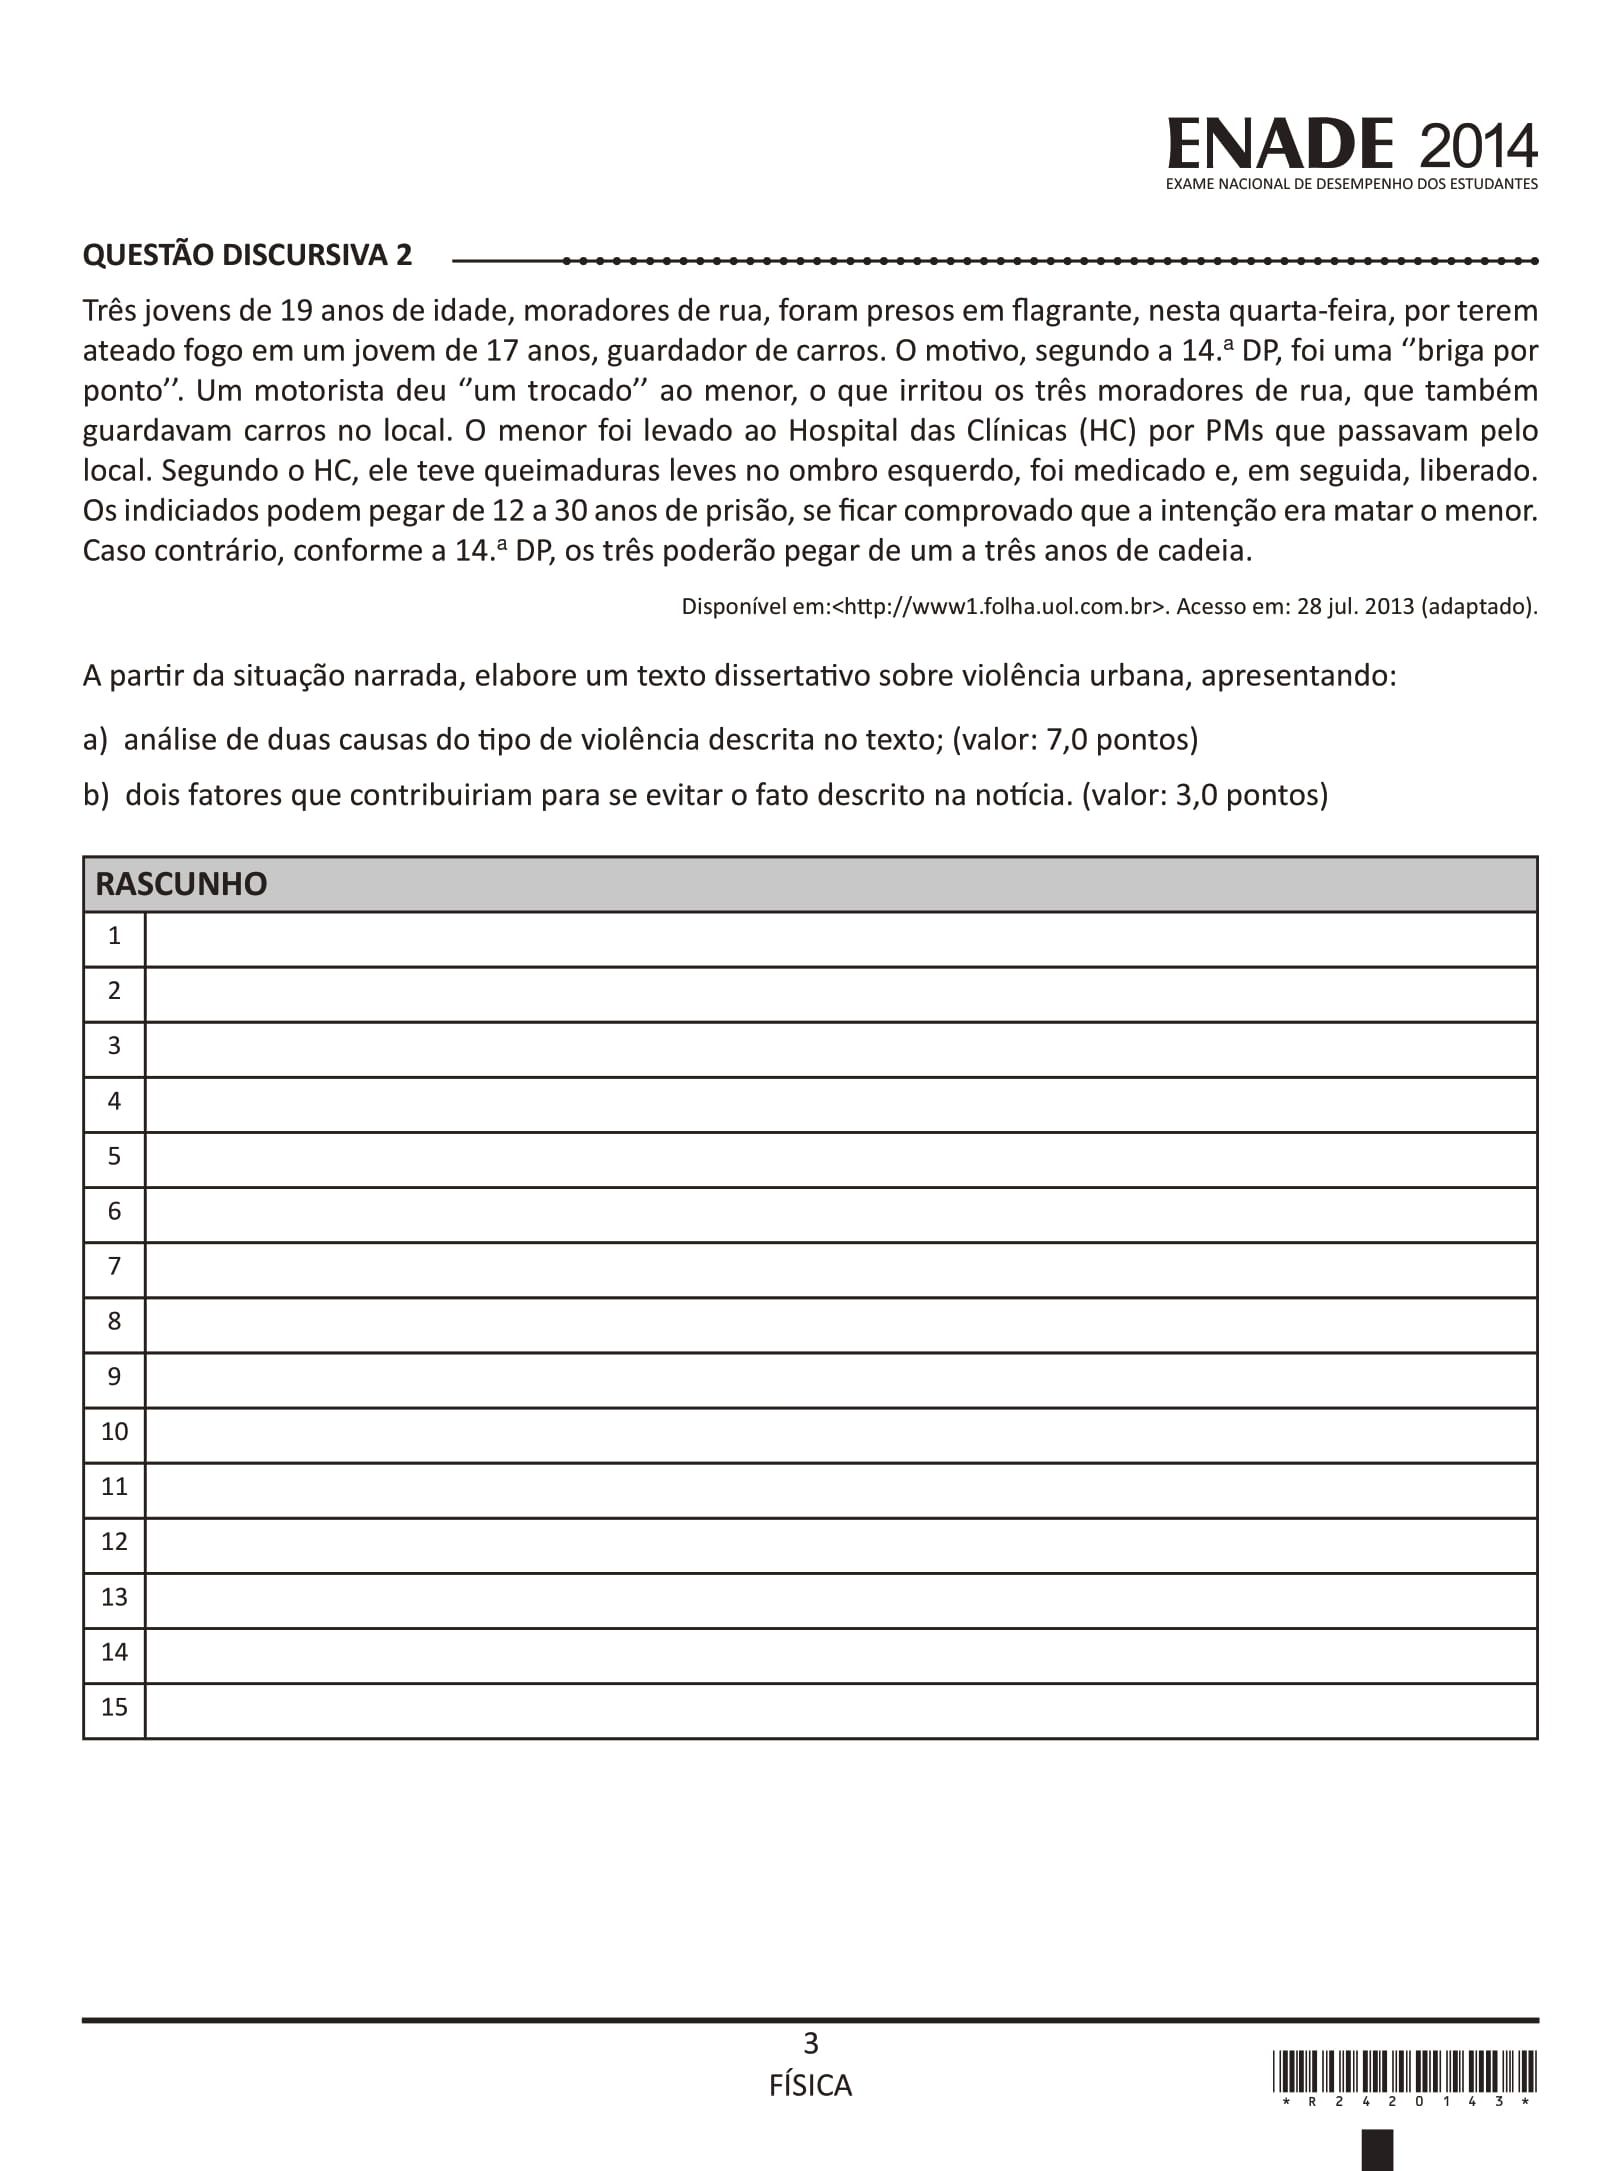 ENADE 2014
EXAME NACIONAL DE DESEMPENHO DOS ESTUDANTES
QUESTÃO DISCURSIVA 2
Três jovens de 19 anos de idade, moradores de rua, foram presos em flagrante, nesta quarta-feira, por terem
ateado fogo em um jovem de 17 anos, guardador de carros. O motivo, segundo a 14.ª DP, foi uma ‘’briga por
ponto’’. Um motorista deu ‘’um trocado’’ ao menor, o que irritou os três moradores de rua, que também
guardavam carros no local. O menor foi levado ao Hospital das Clínicas (HC) por PMs que passavam pelo
local. Segundo o HC, ele teve queimaduras leves no ombro esquerdo, foi medicado e, em seguida, liberado.
Os indiciados podem pegar de 12 a 30 anos de prisão, se ficar comprovado que a intenção era matar o menor.
Caso contrário, conforme a 14.ª DP, os três poderão pegar de um a três anos de cadeia.
Disponível em:<http://www1.folha.uol.com.br>. Acesso em: 28 jul. 2013 (adaptado).
A partir da situação narrada, elabore um texto dissertativo sobre violência urbana, apresentando:
a) análise de duas causas do tipo de violência descrita no texto; (valor: 7,0 pontos)
b) dois fatores que contribuiriam para se evitar o fato descrito na notícia. (valor: 3,0 pontos)
RASCUNHO
1
2
3
4
5
6
7
8
9
10
11
12
13
14
15
3
FÍSICA
* R 2 4 2 0 1 4 3 *